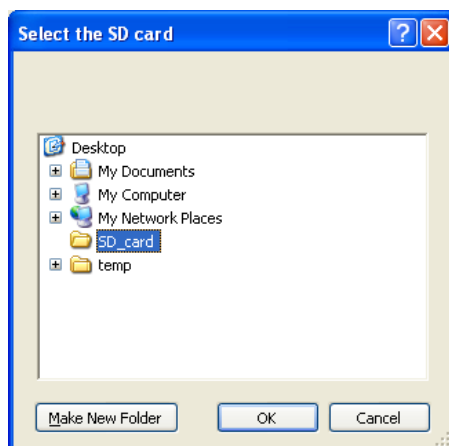 Select the SD card
Desktop
My Documents
My Computer
My Network Places
SD_card
temp
Make New Folder
OK
Cancel